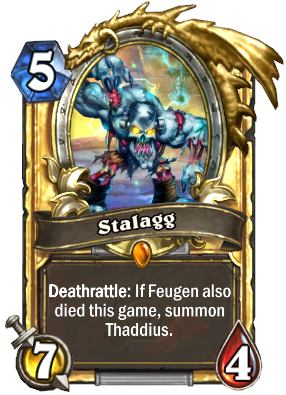 5
Stalagg
Deathrattle: If Feugen also
died this game, summon
Thaddius.
7
4